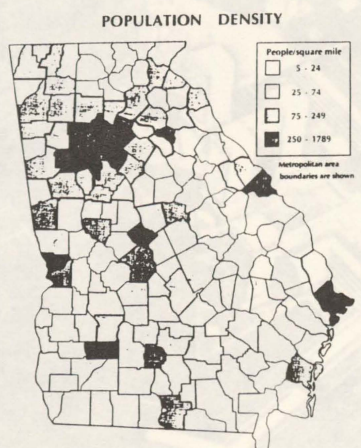 POPULATION DENSITY
People/square mile
5 - 24
25 - 74
75 - 249
250 - 1789
Metropolitan area
boundaries are shown